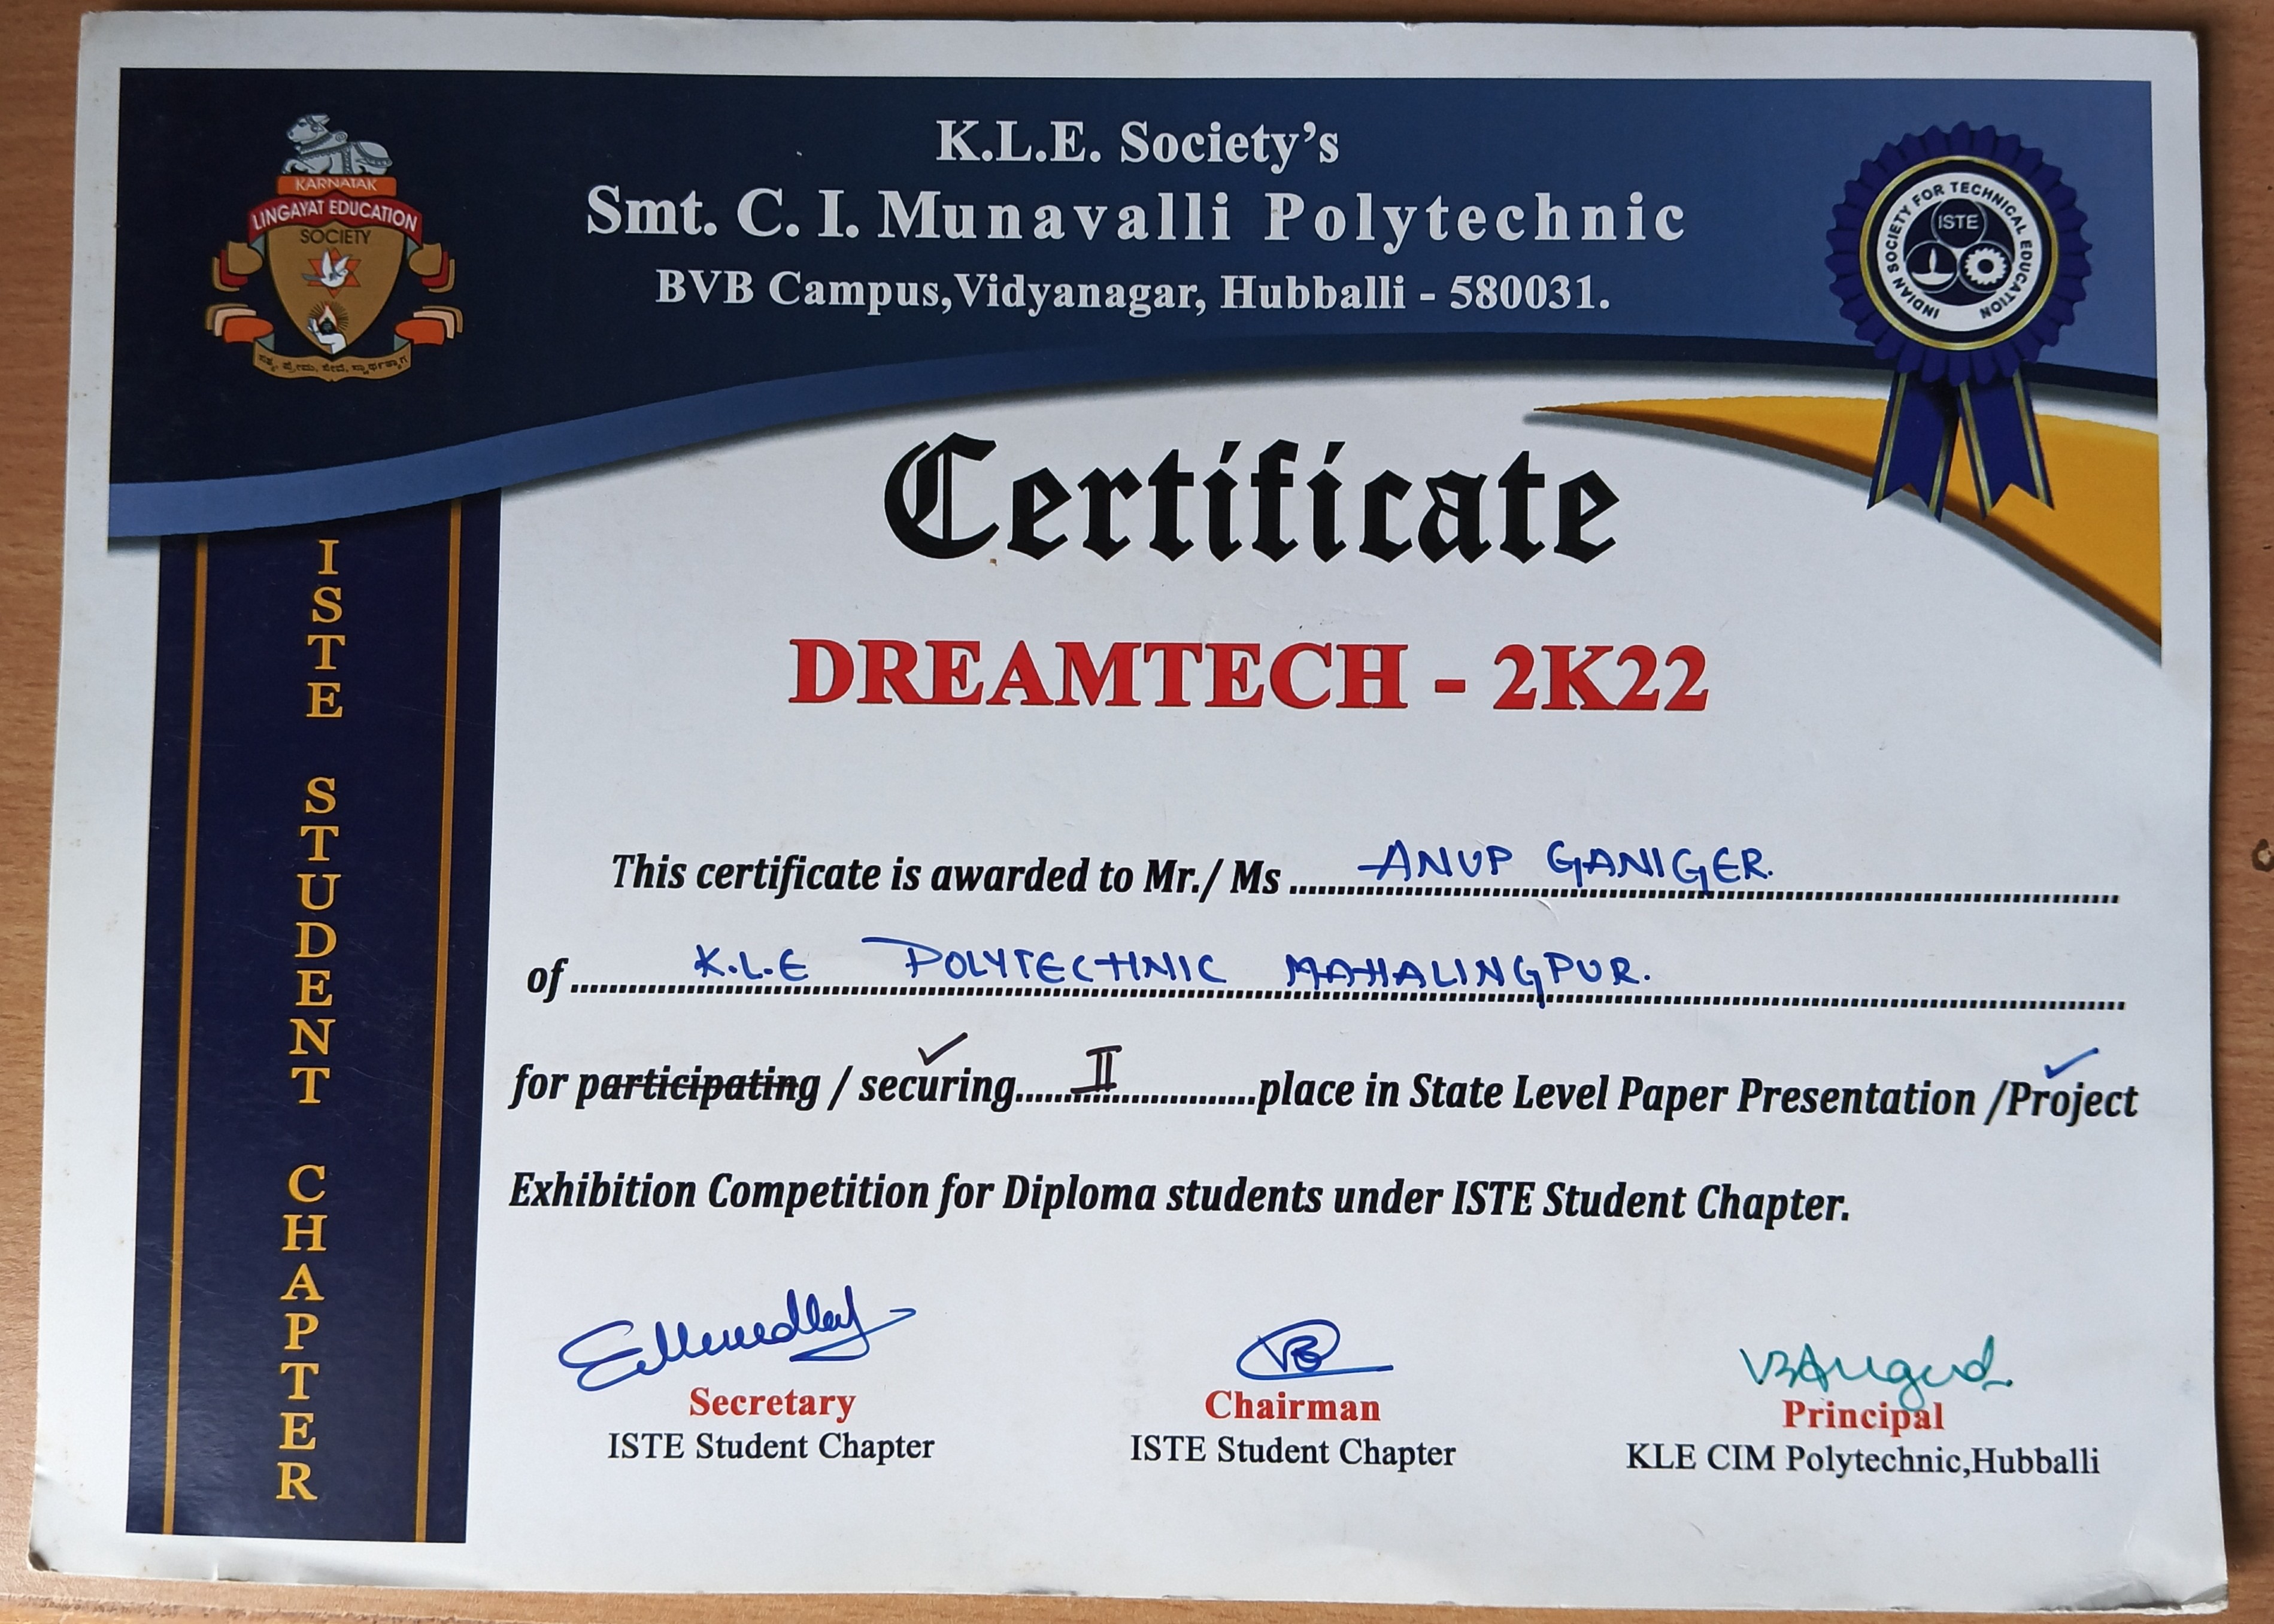 KARNATAK
LINGAYAT EDUCATION
SOCIETY
ಸತ್ಯ, ಪ್ರೇಮ, ಸೇವೆ, ಸ್ವಾರ್ಥತ್ಯಾಗ
K.L.E. Society's
Smt. C. I. Munavalli Polytechnic
BVB Campus,Vidyanagar, Hubballi - 580031.
INDIAN SOCIETY FOR TECHNICAL EDUCATION
ISTE
Certificate
DREAMTECH - 2K22
ISTE STUDENT CHAPTER
This certificate is awarded to Mr./ Ms ANUP GANIGER.
of K.L.E POLYTECHNIC MAHALINGPUR.
for participating / securing II place in State Level Paper Presentation /Project
Exhibition Competition for Diploma students under ISTE Student Chapter.
Secretary
ISTE Student Chapter
Chairman
ISTE Student Chapter
Principal
KLE CIM Polytechnic,Hubballi